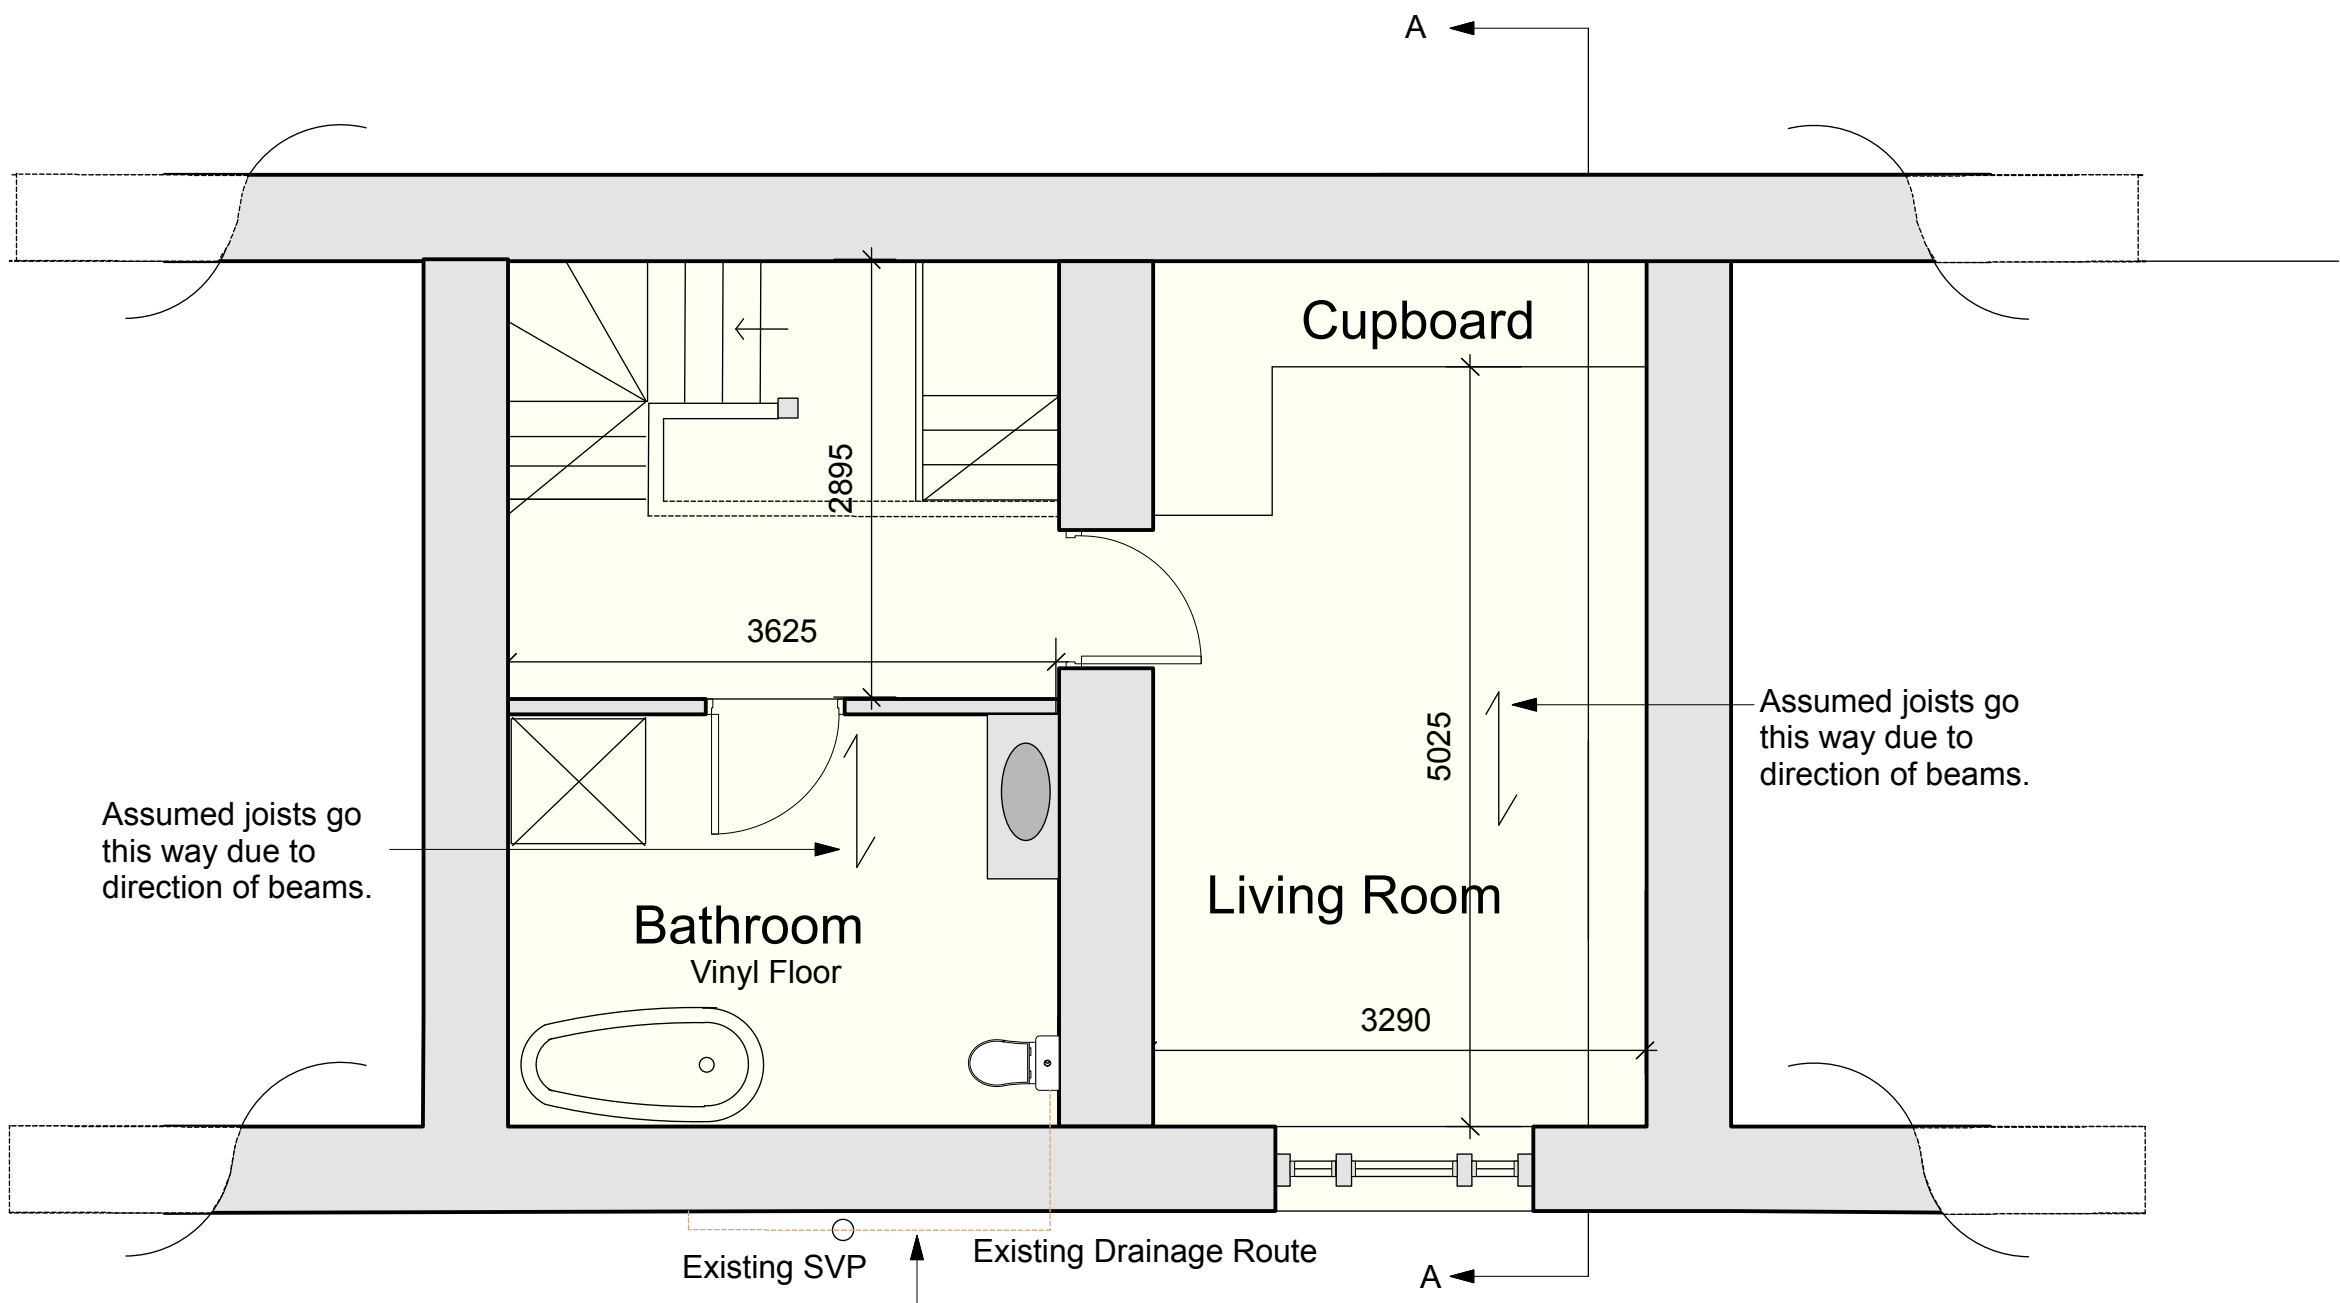 A
Cupboard
2895
3625
Assumed joists go
this way due to
direction of beams.
5025
Assumed joists go
this way due to
direction of beams.
Living Room
Bathroom
Vinyl Floor
3290
Existing Drainage Route
Existing SVP
A